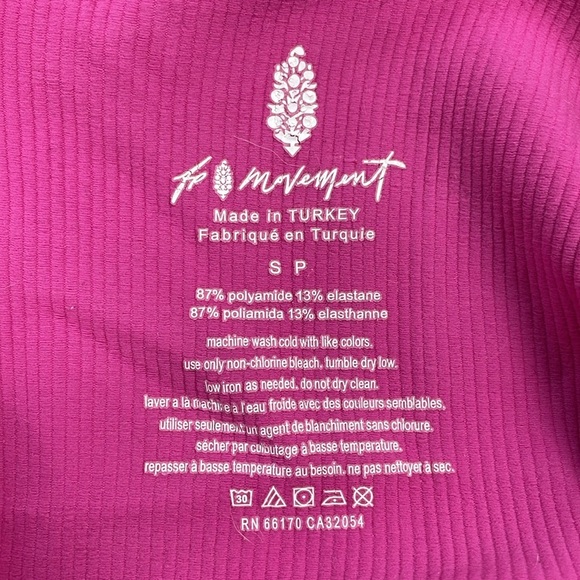 fp movement
Made in TURKEY
Fabriqué en Turquie
S P
87% polyamide 13% elastane
87% poliamida 13% elasthanne
machine wash cold with like colors.
use only non-chlorine bleach, tumble dry low.
low iron as needed. do not dry clean.
laver a là machine à l'eau froide avec des couleurs semblables.
utiliser seulement un agent de blanchiment sans chlorure.
sécher par culbutage à basse température.
repasser à basse température au besoin. ne pas nettoyer à sec.
30
RN 66170 CA32054